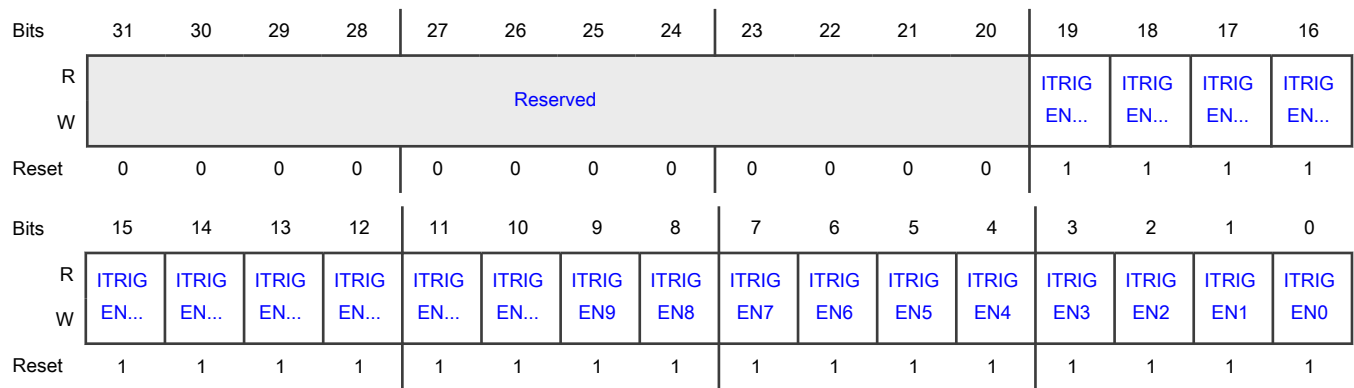 Bits 31 30 29 28 27 26 25 24 23 22 21 20 19 18 17 16
R
Reserved
ITRIG ITRIG ITRIG ITRIG
EN... EN... EN... EN...
W
Reset 0 0 0 0 0 0 0 0 0 0 0 0 1 1 1 1
Bits 15 14 13 12 11 10 9 8 7 6 5 4 3 2 1 0
R ITRIG ITRIG ITRIG ITRIG ITRIG ITRIG ITRIG ITRIG ITRIG ITRIG ITRIG ITRIG ITRIG ITRIG ITRIG ITRIG
W EN... EN... EN... EN... EN... EN... EN9 EN8 EN7 EN6 EN5 EN4 EN3 EN2 EN1 EN0
Reset 1 1 1 1 1 1 1 1 1 1 1 1 1 1 1 1